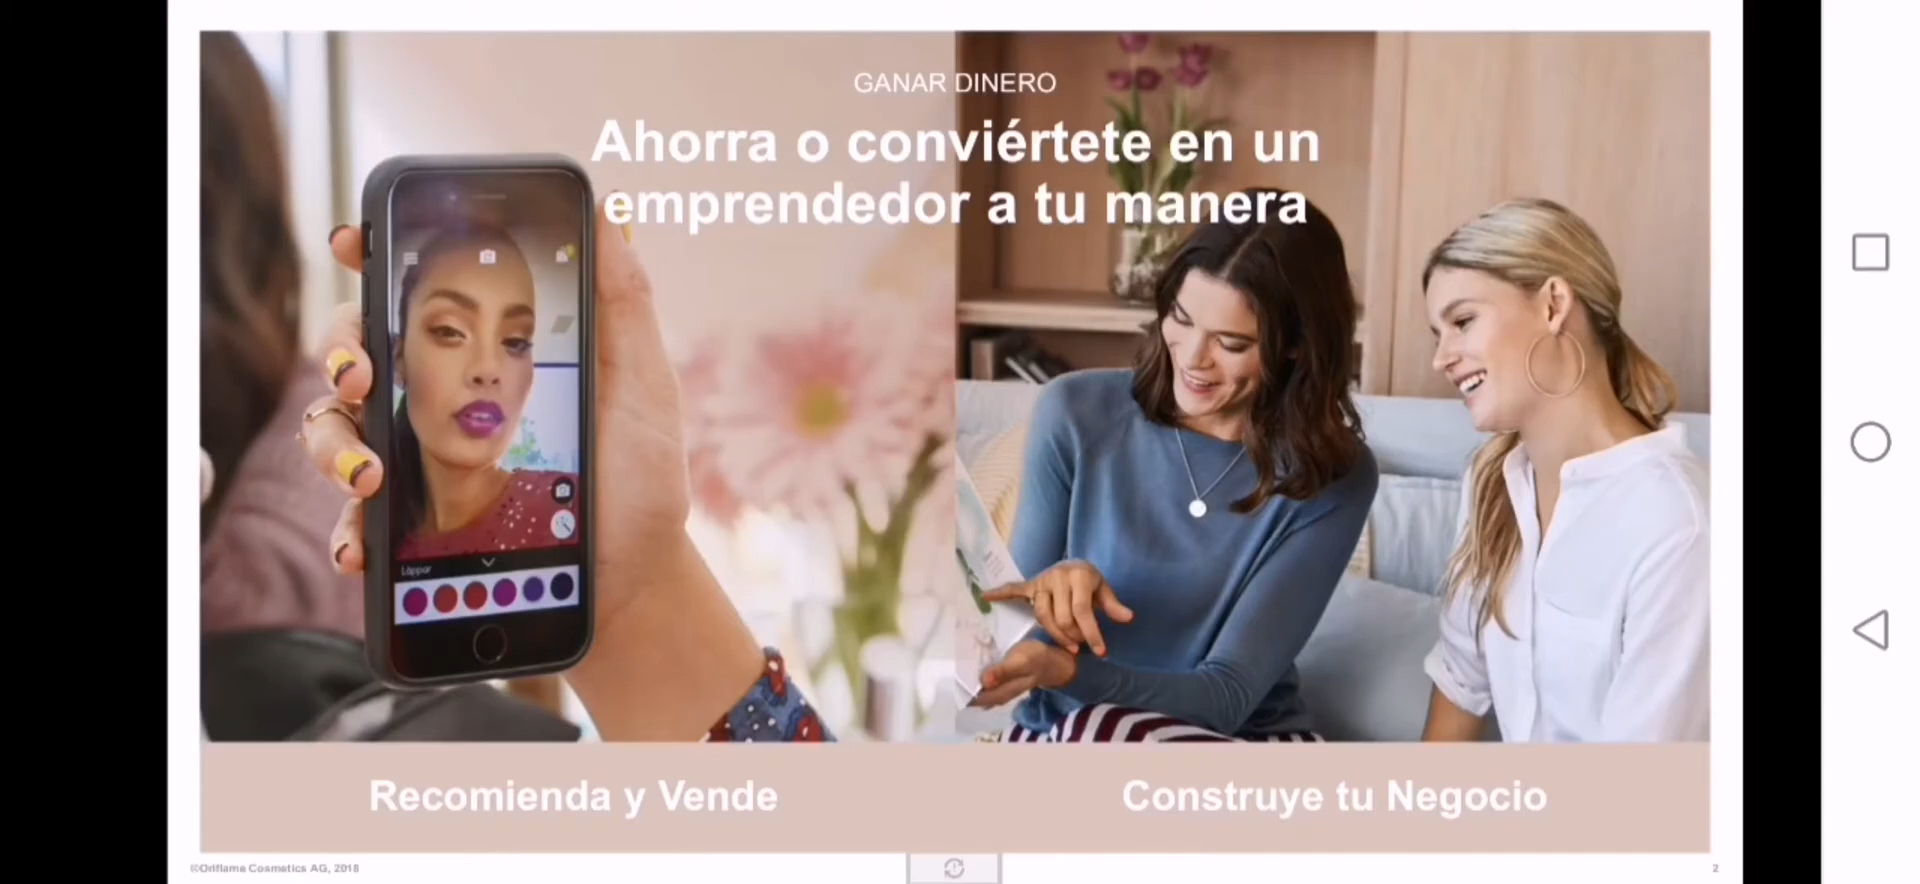 GANAR DINERO
Ahorra o conviértete en un
emprendedor a tu manera
Läppar
Recomienda y Vende
Construye tu Negocio
©Oriflame Cosmetics AG, 2018
2